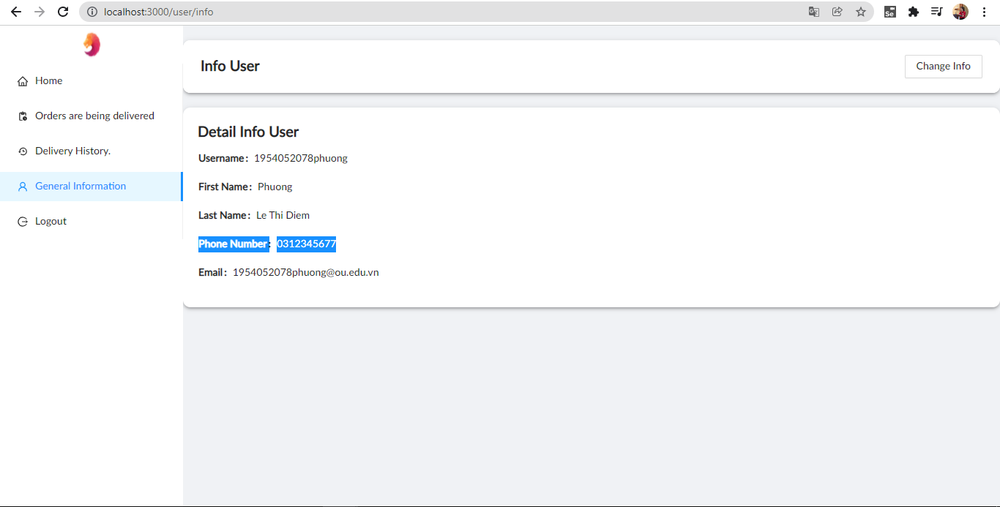 localhost:3000/user/info
Se
Home
Orders are being delivered
Delivery History.
General Information
Logout
Info User
Change Info
Detail Info User
Username: 1954052078phuong
First Name: Phuong
Last Name: Le Thi Diem
Phone Number: 0312345677
Email: 1954052078phuong@ou.edu.vn